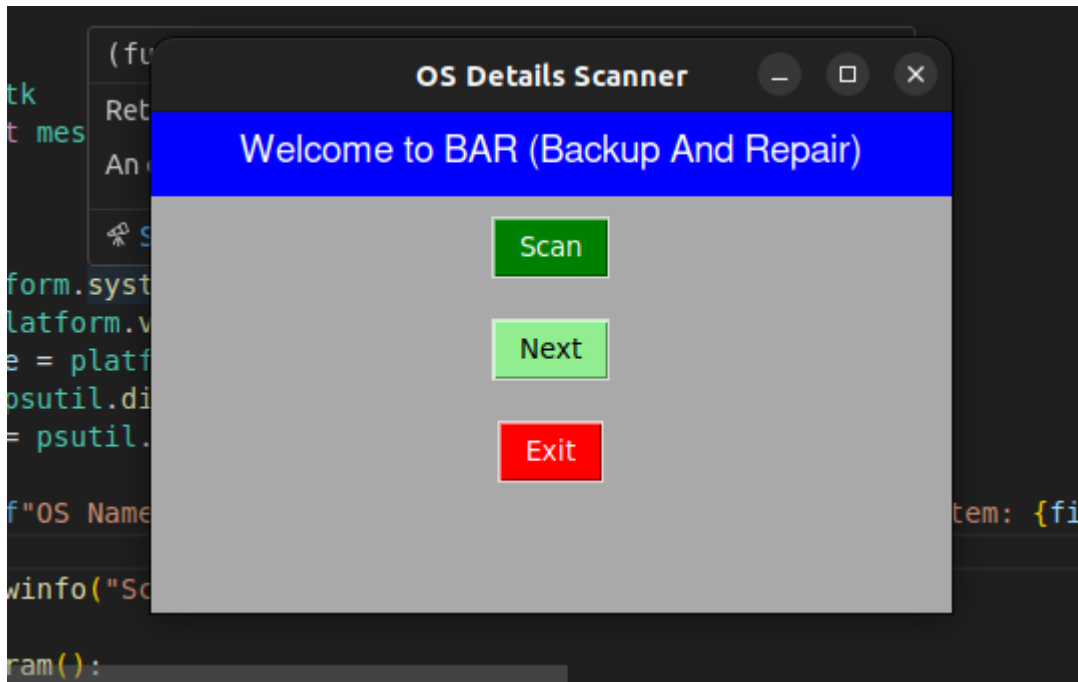 (fu
OS Details Scanner
tk
Ret
t mes
Welcome to BAR (Backup And Repair)
An
Scan
form.syst
latform.v
Next
e = platf
psutil.di
= psutil.
Exit
f"OS Name
tem: {fi
winfo("Sc
ram():